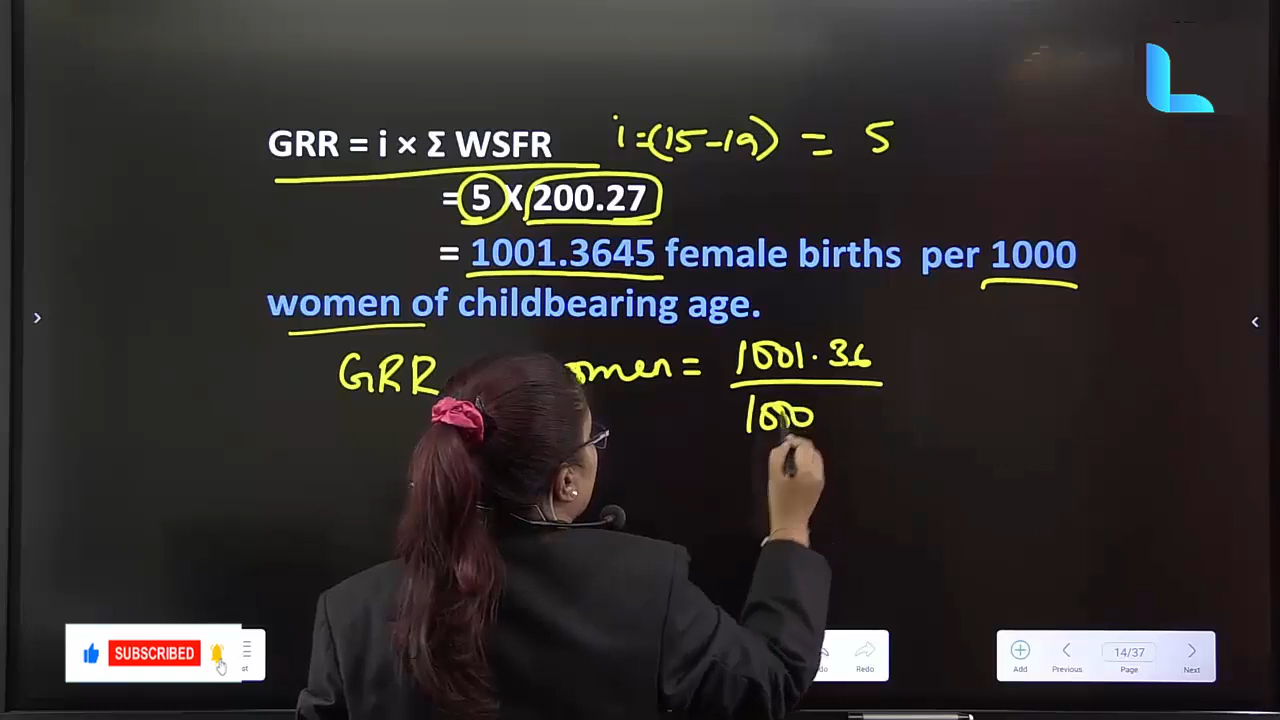 GRR = i × Σ WSFR i = (15-19) = 5
= 5 X 200.27
= 1001.3645 female births per 1000
women of childbearing age.
GRR women = 1001.36
1000
SUBSCRIBED
Redo
Add
Previous
14/37
Page
Next